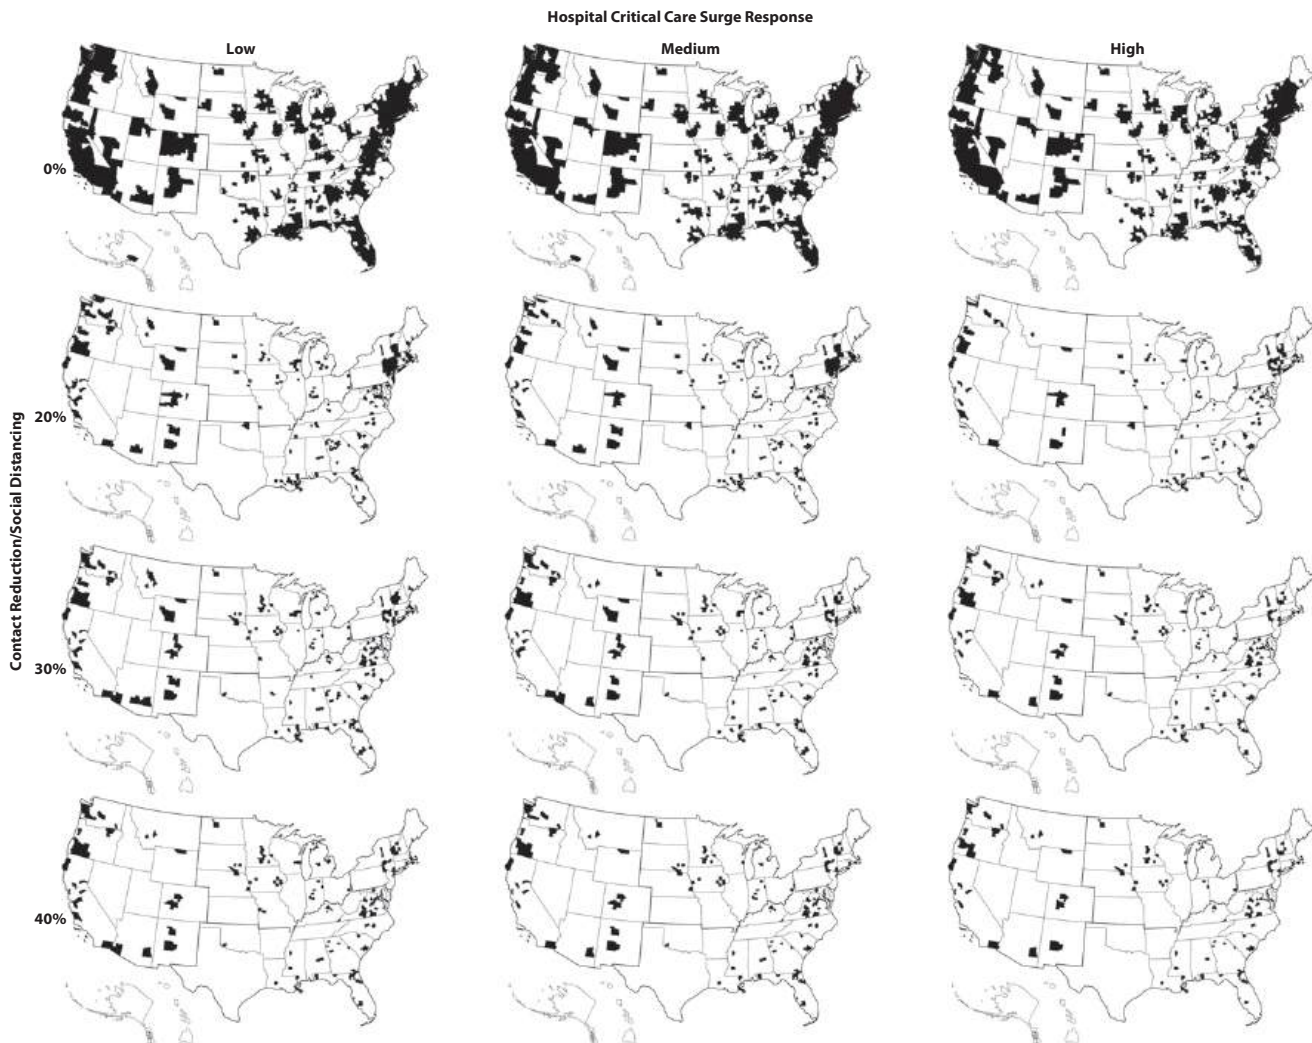 Hospital Critical Care Surge Response
Low
Medium
High
Contact Reduction/Social Distancing
0%
20%
30%
40%